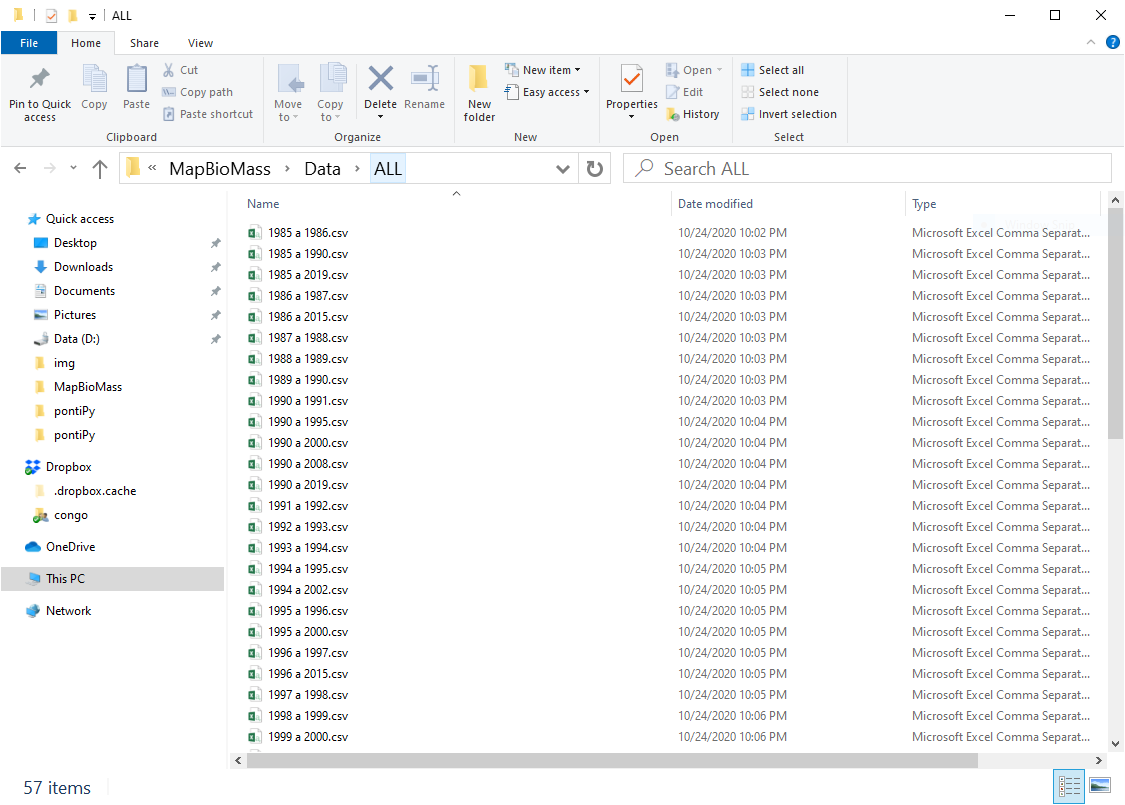 ALL
File Home Share View
Pin to Quick access
Copy
Paste
Cut
Copy path
Paste shortcut
Clipboard
Move to
Copy to
Delete
Rename
Organize
New folder
New item
Easy access
New
Properties
Open
Edit
History
Open
Select all
Select none
Invert selection
Select
« MapBioMass › Data › ALL
Search ALL
Quick access
Desktop
Downloads
Documents
Pictures
Data (D:)
img
MapBioMass
pontiPy
pontiPy
Dropbox
.dropbox.cache
congo
OneDrive
This PC
Network
Name Date modified Type
1985 a 1986.csv 10/24/2020 10:02 PM Microsoft Excel Comma Separat...
1985 a 1990.csv 10/24/2020 10:03 PM Microsoft Excel Comma Separat...
1985 a 2019.csv 10/24/2020 10:03 PM Microsoft Excel Comma Separat...
1986 a 1987.csv 10/24/2020 10:03 PM Microsoft Excel Comma Separat...
1986 a 2015.csv 10/24/2020 10:03 PM Microsoft Excel Comma Separat...
1987 a 1988.csv 10/24/2020 10:03 PM Microsoft Excel Comma Separat...
1988 a 1989.csv 10/24/2020 10:03 PM Microsoft Excel Comma Separat...
1989 a 1990.csv 10/24/2020 10:03 PM Microsoft Excel Comma Separat...
1990 a 1991.csv 10/24/2020 10:03 PM Microsoft Excel Comma Separat...
1990 a 1995.csv 10/24/2020 10:04 PM Microsoft Excel Comma Separat...
1990 a 2000.csv 10/24/2020 10:04 PM Microsoft Excel Comma Separat...
1990 a 2008.csv 10/24/2020 10:04 PM Microsoft Excel Comma Separat...
1990 a 2019.csv 10/24/2020 10:04 PM Microsoft Excel Comma Separat...
1991 a 1992.csv 10/24/2020 10:04 PM Microsoft Excel Comma Separat...
1992 a 1993.csv 10/24/2020 10:04 PM Microsoft Excel Comma Separat...
1993 a 1994.csv 10/24/2020 10:04 PM Microsoft Excel Comma Separat...
1994 a 1995.csv 10/24/2020 10:05 PM Microsoft Excel Comma Separat...
1994 a 2002.csv 10/24/2020 10:05 PM Microsoft Excel Comma Separat...
1995 a 1996.csv 10/24/2020 10:05 PM Microsoft Excel Comma Separat...
1995 a 2000.csv 10/24/2020 10:05 PM Microsoft Excel Comma Separat...
1996 a 1997.csv 10/24/2020 10:05 PM Microsoft Excel Comma Separat...
1996 a 2015.csv 10/24/2020 10:05 PM Microsoft Excel Comma Separat...
1997 a 1998.csv 10/24/2020 10:05 PM Microsoft Excel Comma Separat...
1998 a 1999.csv 10/24/2020 10:06 PM Microsoft Excel Comma Separat...
1999 a 2000.csv 10/24/2020 10:06 PM Microsoft Excel Comma Separat...
57 items